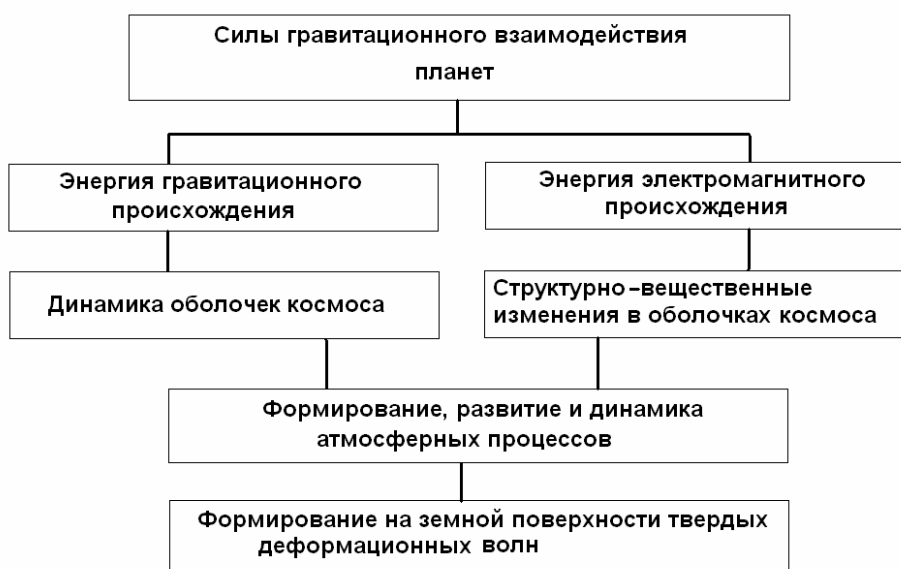 Силы гравитационного взаимодействия
планет
Энергия гравитационного
происхождения
Энергия электромагнитного
происхождения
Динамика оболочек космоса
Структурно–вещественные
изменения в оболочках космоса
Формирование, развитие и динамика
атмосферных процессов
Формирование на земной поверхности твердых
деформационных волн